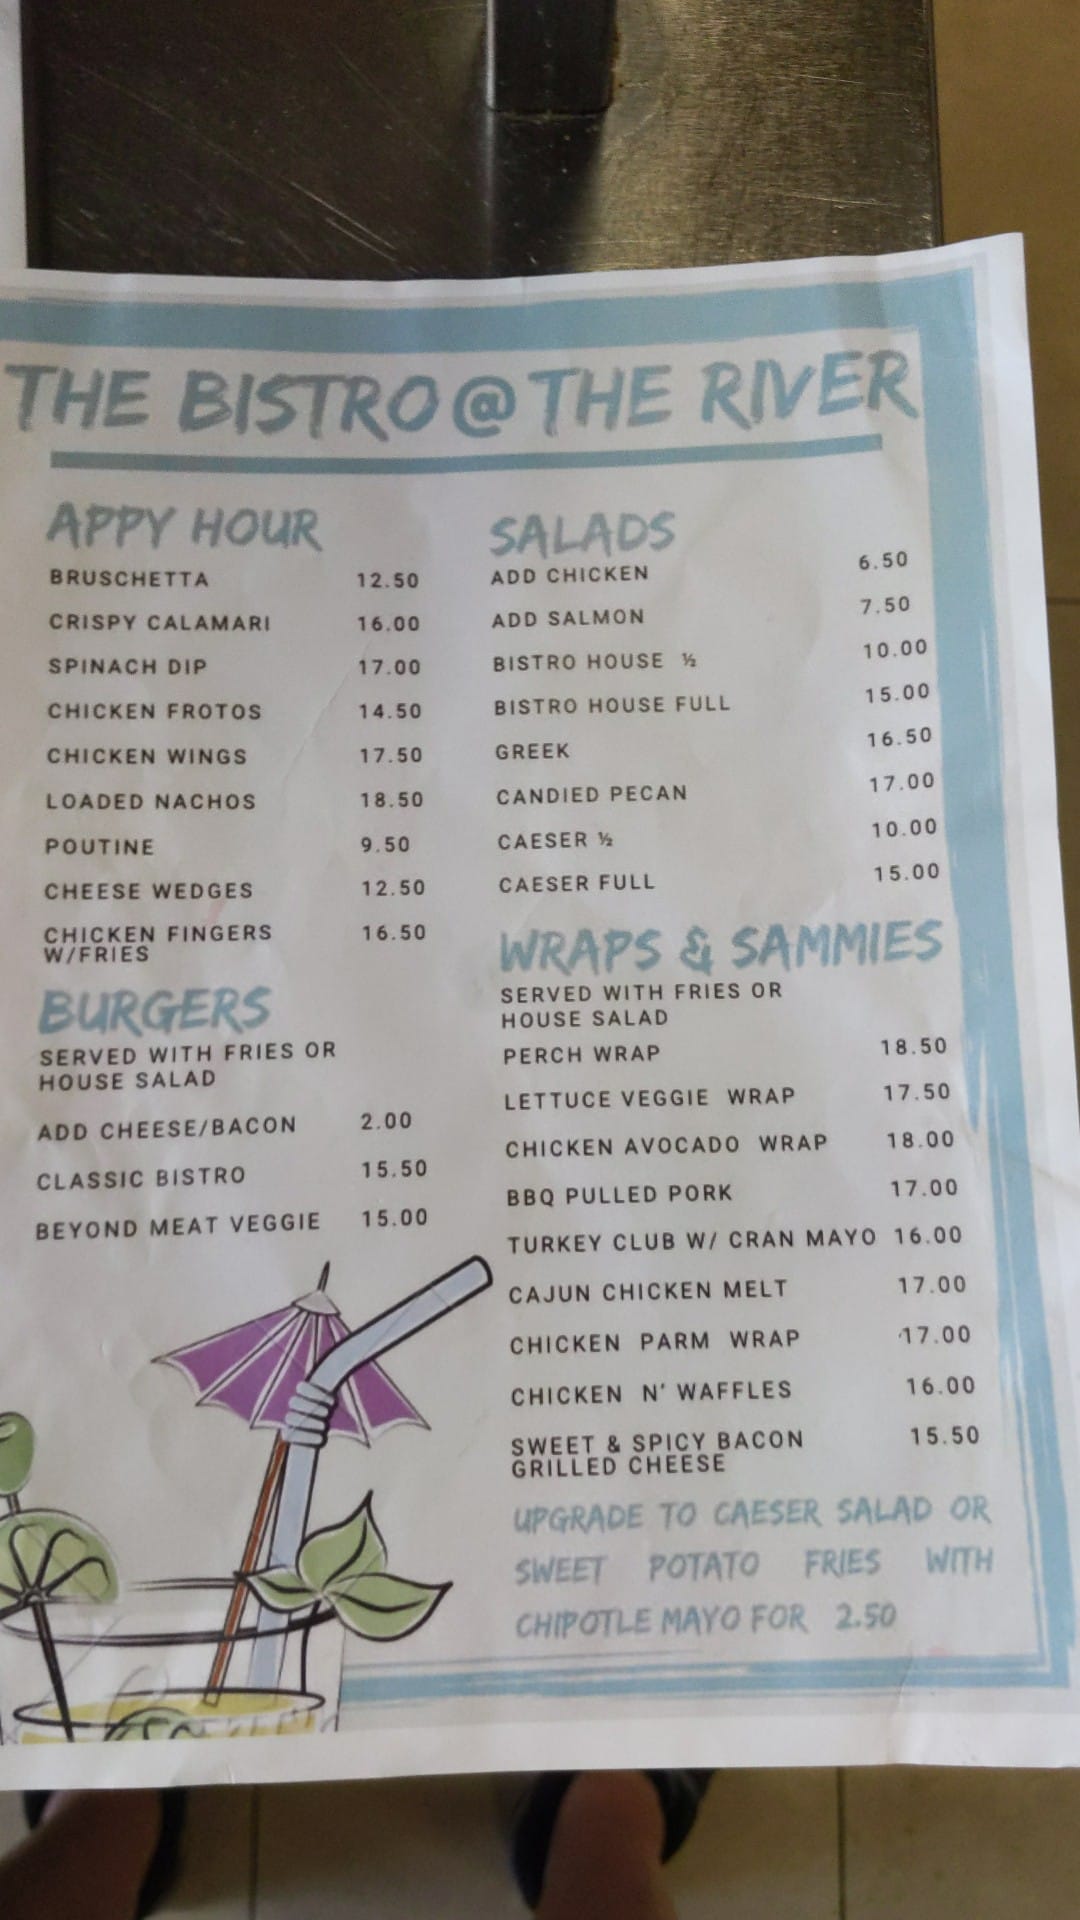 THE BISTRO @ THE RIVER
APPY HOUR
BRUSCHETTA 12.50
CRISPY CALAMARI 16.00
SPINACH DIP 17.00
CHICKEN FROTOS 14.50
CHICKEN WINGS 17.50
LOADED NACHOS 18.50
POUTINE 9.50
CHEESE WEDGES 12.50
CHICKEN FINGERS 16.50
W/FRIES
BURGERS
SERVED WITH FRIES OR
HOUSE SALAD
ADD CHEESE/BACON 2.00
CLASSIC BISTRO 15.50
BEYOND MEAT VEGGIE 15.00
SALADS
ADD CHICKEN 6.50
ADD SALMON 7.50
BISTRO HOUSE ½ 10.00
BISTRO HOUSE FULL 15.00
GREEK 16.50
CANDIED PECAN 17.00
CAESER ½ 10.00
CAESER FULL 15.00
WRAPS & SAMMIES
SERVED WITH FRIES OR
HOUSE SALAD
PERCH WRAP 18.50
LETTUCE VEGGIE WRAP 17.50
CHICKEN AVOCADO WRAP 18.00
BBQ PULLED PORK 17.00
TURKEY CLUB W/ CRAN MAYO 16.00
CAJUN CHICKEN MELT 17.00
CHICKEN PARM WRAP 17.00
CHICKEN N' WAFFLES 16.00
SWEET & SPICY BACON 15.50
GRILLED CHEESE
UPGRADE TO CAESER SALAD OR
SWEET POTATO FRIES WITH
CHIPOTLE MAYO FOR 2.50